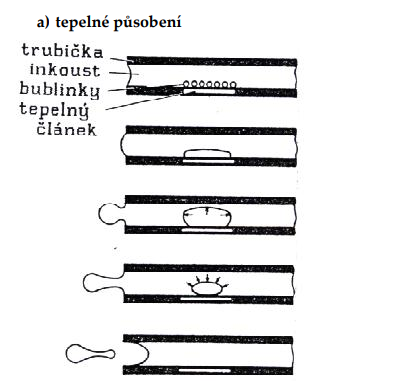 a) tepelné působení
trubička
inkoust
bublinky
tepelný
článek